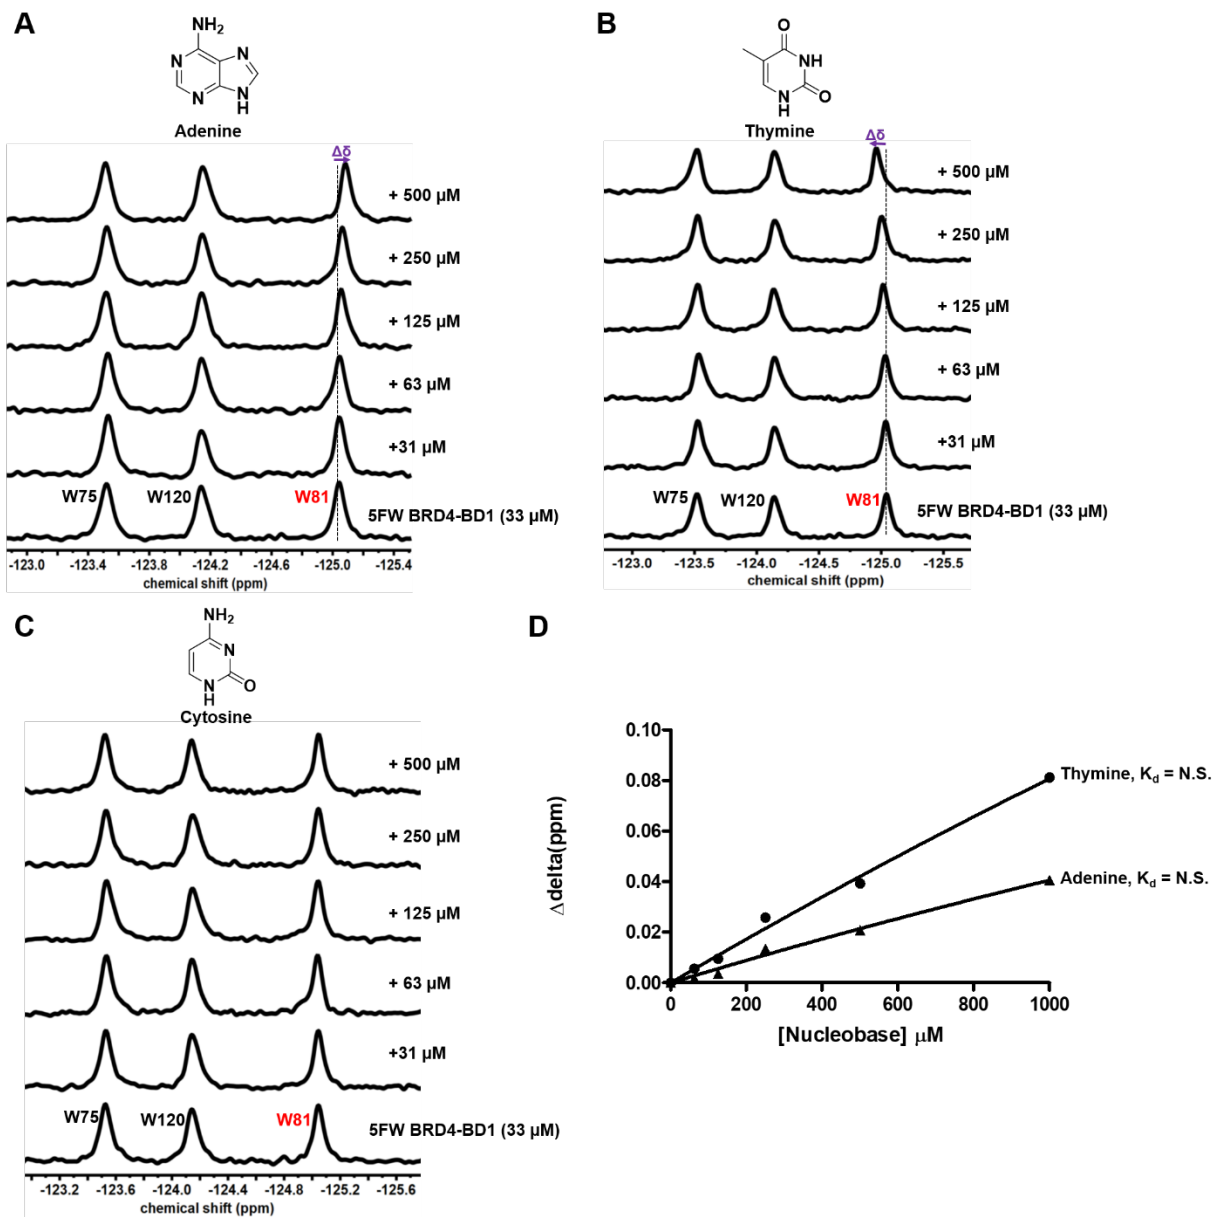 A
NH₂
N
N
N
N
H
Adenine
Δδ
+ 500 µM
+ 250 µM
+ 125 µM
+ 63 µM
+31 µM
W75
W120
W81
5FW BRD4-BD1 (33 µM)
-123.0 -123.4 -123.8 -124.2 -124.6 -125.0 -125.4
chemical shift (ppm)
B
O
NH
N
H
O
Thymine
Δδ
+ 500 µM
+ 250 µM
+ 125 µM
+ 63 µM
+31 µM
W75
W120
W81
5FW BRD4-BD1 (33 µM)
-123.0 -123.5 -124.0 -124.5 -125.0 -125.5
chemical shift (ppm)
C
NH₂
N
N
H
O
Cytosine
+ 500 µM
+ 250 µM
+ 125 µM
+ 63 µM
+31 µM
W75
W120
W81
5FW BRD4-BD1 (33 µM)
-123.2 -123.6 -124.0 -124.4 -124.8 -125.2 -125.6
chemical shift (ppm)
D
0.10
0.08
0.06
0.04
0.02
0.00
Δdelta(ppm)
Thymine, K_d = N.S.
Adenine, K_d = N.S.
0 200 400 600 800 1000
[Nucleobase] µM